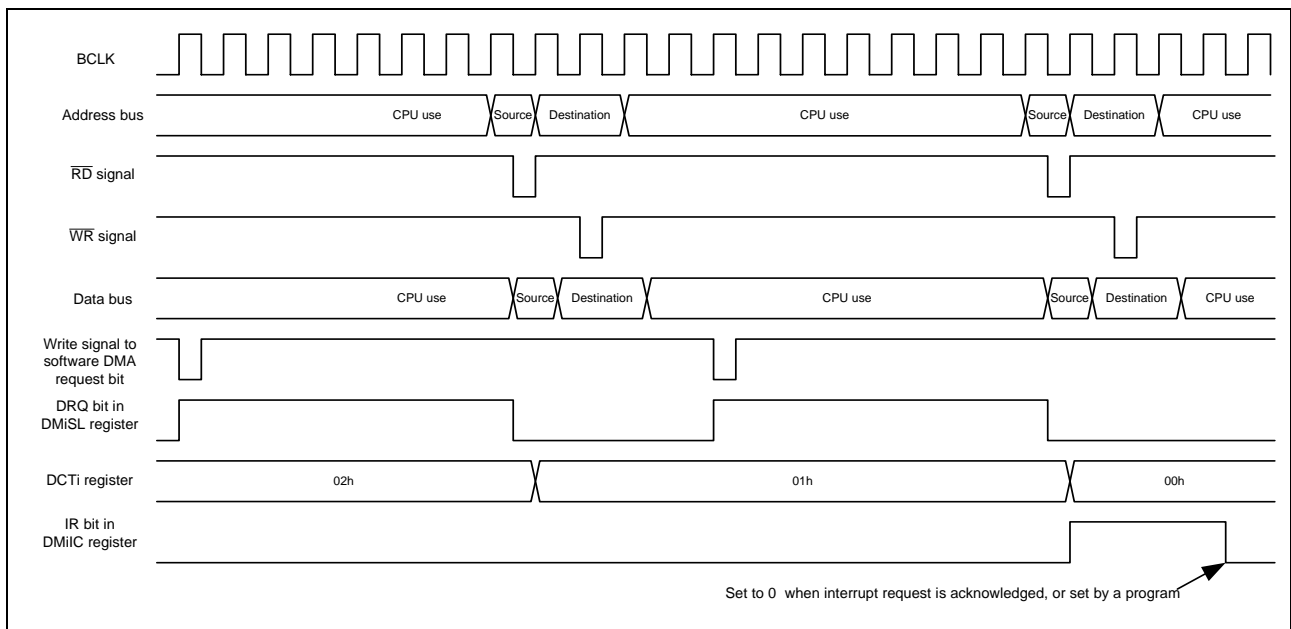 BCLK
Address bus
CPU use
Source
Destination
CPU use
Source
Destination
CPU use
RD signal
WR signal
Data bus
CPU use
Source
Destination
CPU use
Source
Destination
CPU use
Write signal to
software DMA
request bit
DRQ bit in
DMiSL register
DCTi register
02h
01h
00h
IR bit in
DMiIC register
Set to 0 when interrupt request is acknowledged, or set by a program